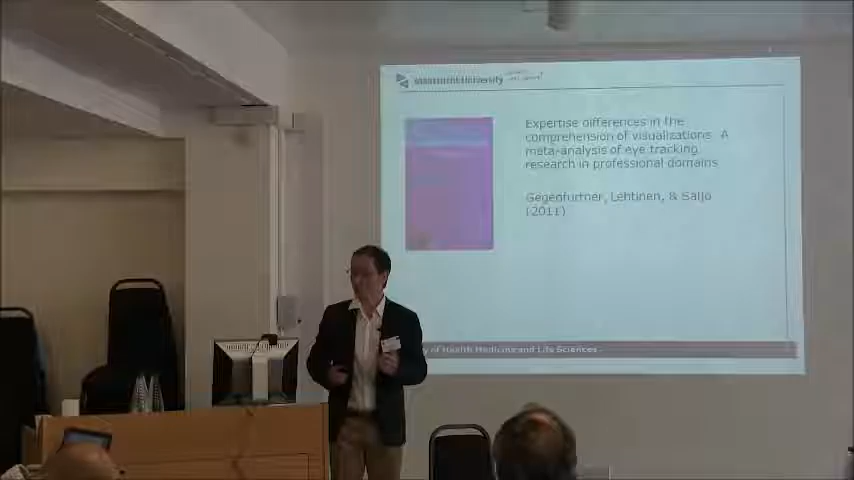 Maastricht University
Expertise differences in the
comprehension of visualizations. A
meta-analysis of eye tracking
research in professional domains
Gegenfurtner, Lehtinen, & Saljo
(2011)
y of Health Medicine and Life Sciences